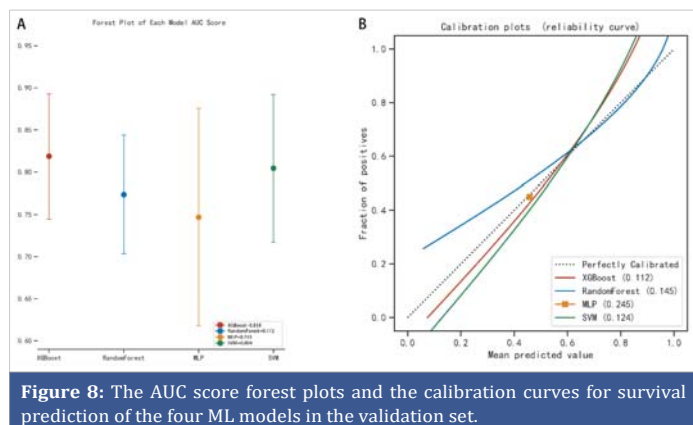 A
Forest Plot of Each Model AUC Score
0.95
0.90
0.85
0.80
0.75
0.70
0.65
0.60
XGBoost
RandomForest
MLP
SVM
B
Calibration plots (reliability curve)
Fraction of positives
1.0
0.8
0.6
0.4
0.2
0.0
Perfectly Calibrated
XGBoost (0.112)
RandomForest (0.145)
MLP (0.245)
SVM (0.124)
0.0 0.2 0.4 0.6 0.8 1.0
Mean predicted value
Figure 8: The AUC score forest plots and the calibration curves for survival
prediction of the four ML models in the validation set.